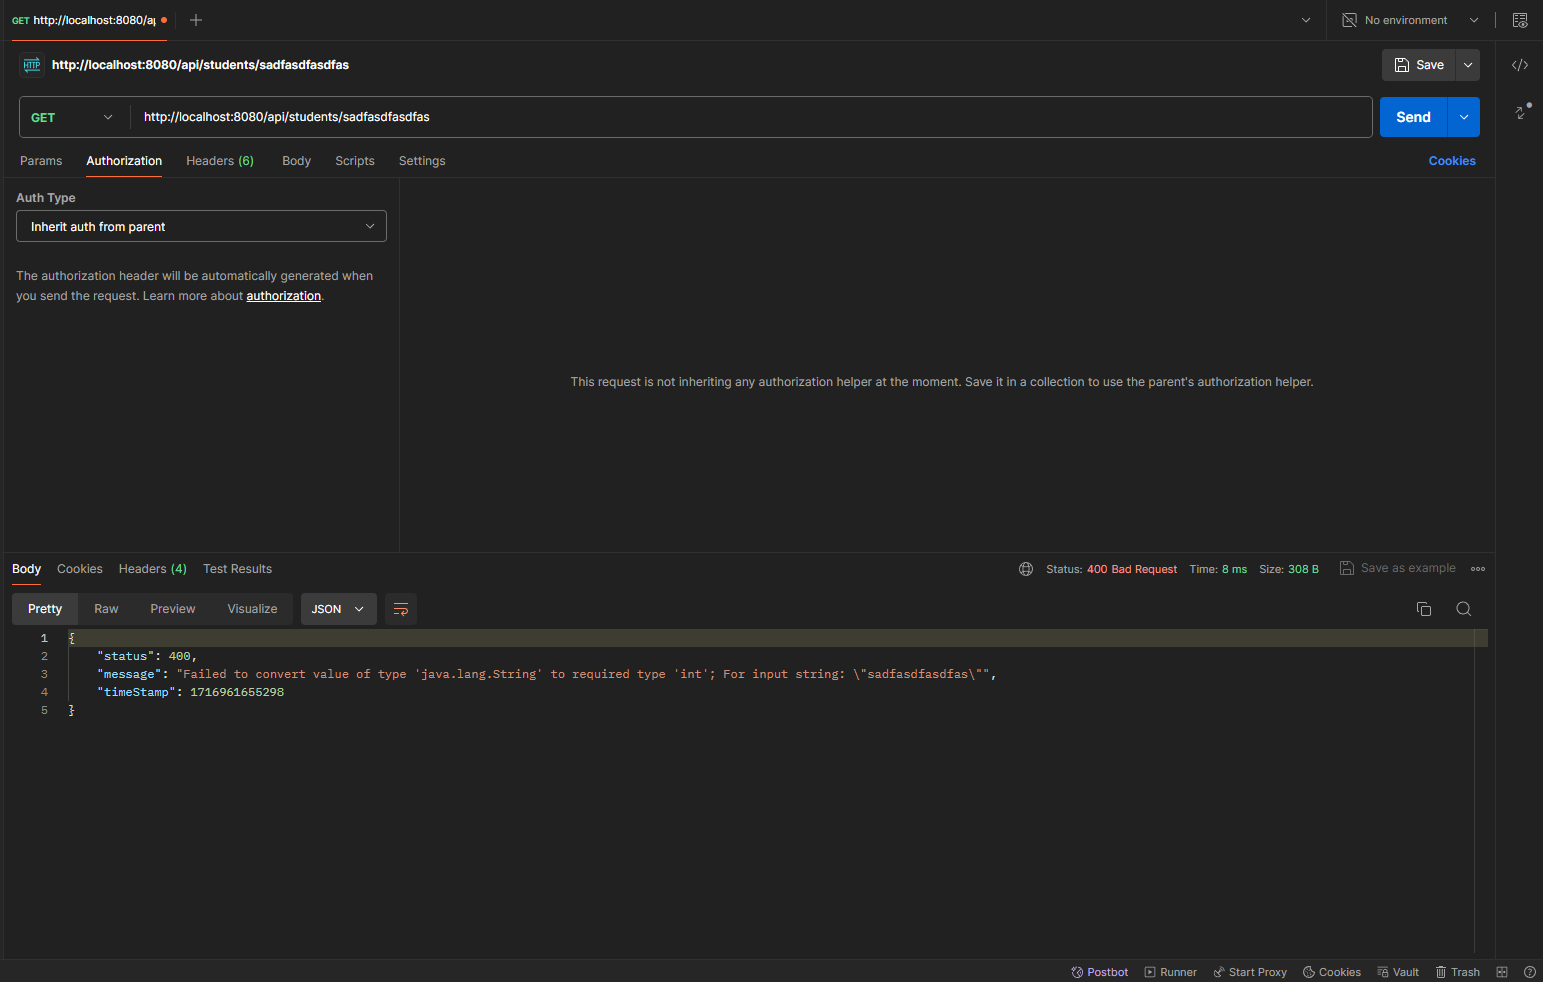 GET http://localhost:8080/ap
No environment
HTTP http://localhost:8080/api/students/sadfasdfasdfas
Save
GET http://localhost:8080/api/students/sadfasdfasdfas
Send
Params Authorization Headers (6) Body Scripts Settings Cookies
Auth Type
Inherit auth from parent
The authorization header will be automatically generated when
you send the request. Learn more about authorization.
This request is not inheriting any authorization helper at the moment. Save it in a collection to use the parent's authorization helper.
Body Cookies Headers (4) Test Results Status: 400 Bad Request Time: 8 ms Size: 308 B Save as example
Pretty Raw Preview Visualize JSON
1 {
2 "status": 400,
3 "message": "Failed to convert value of type 'java.lang.String' to required type 'int'; For input string: \"sadfasdfasdfas\"",
4 "timeStamp": 1716961655298
5 }
Postbot Runner Start Proxy Cookies Vault Trash